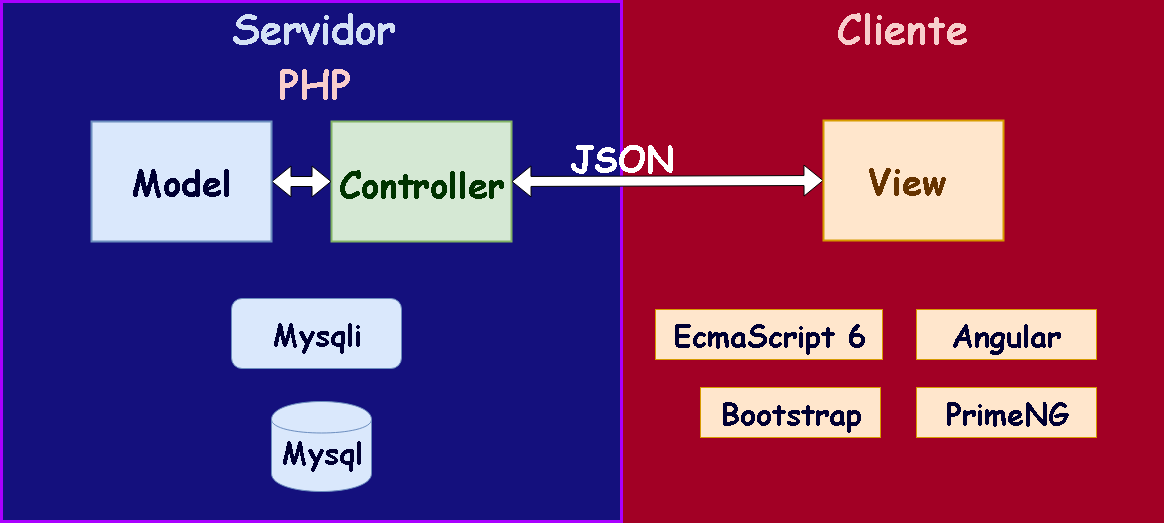 Servidor
PHP
Model
Controller
Mysqli
Mysql
JSON
Cliente
View
EcmaScript 6
Angular
Bootstrap
PrimeNG